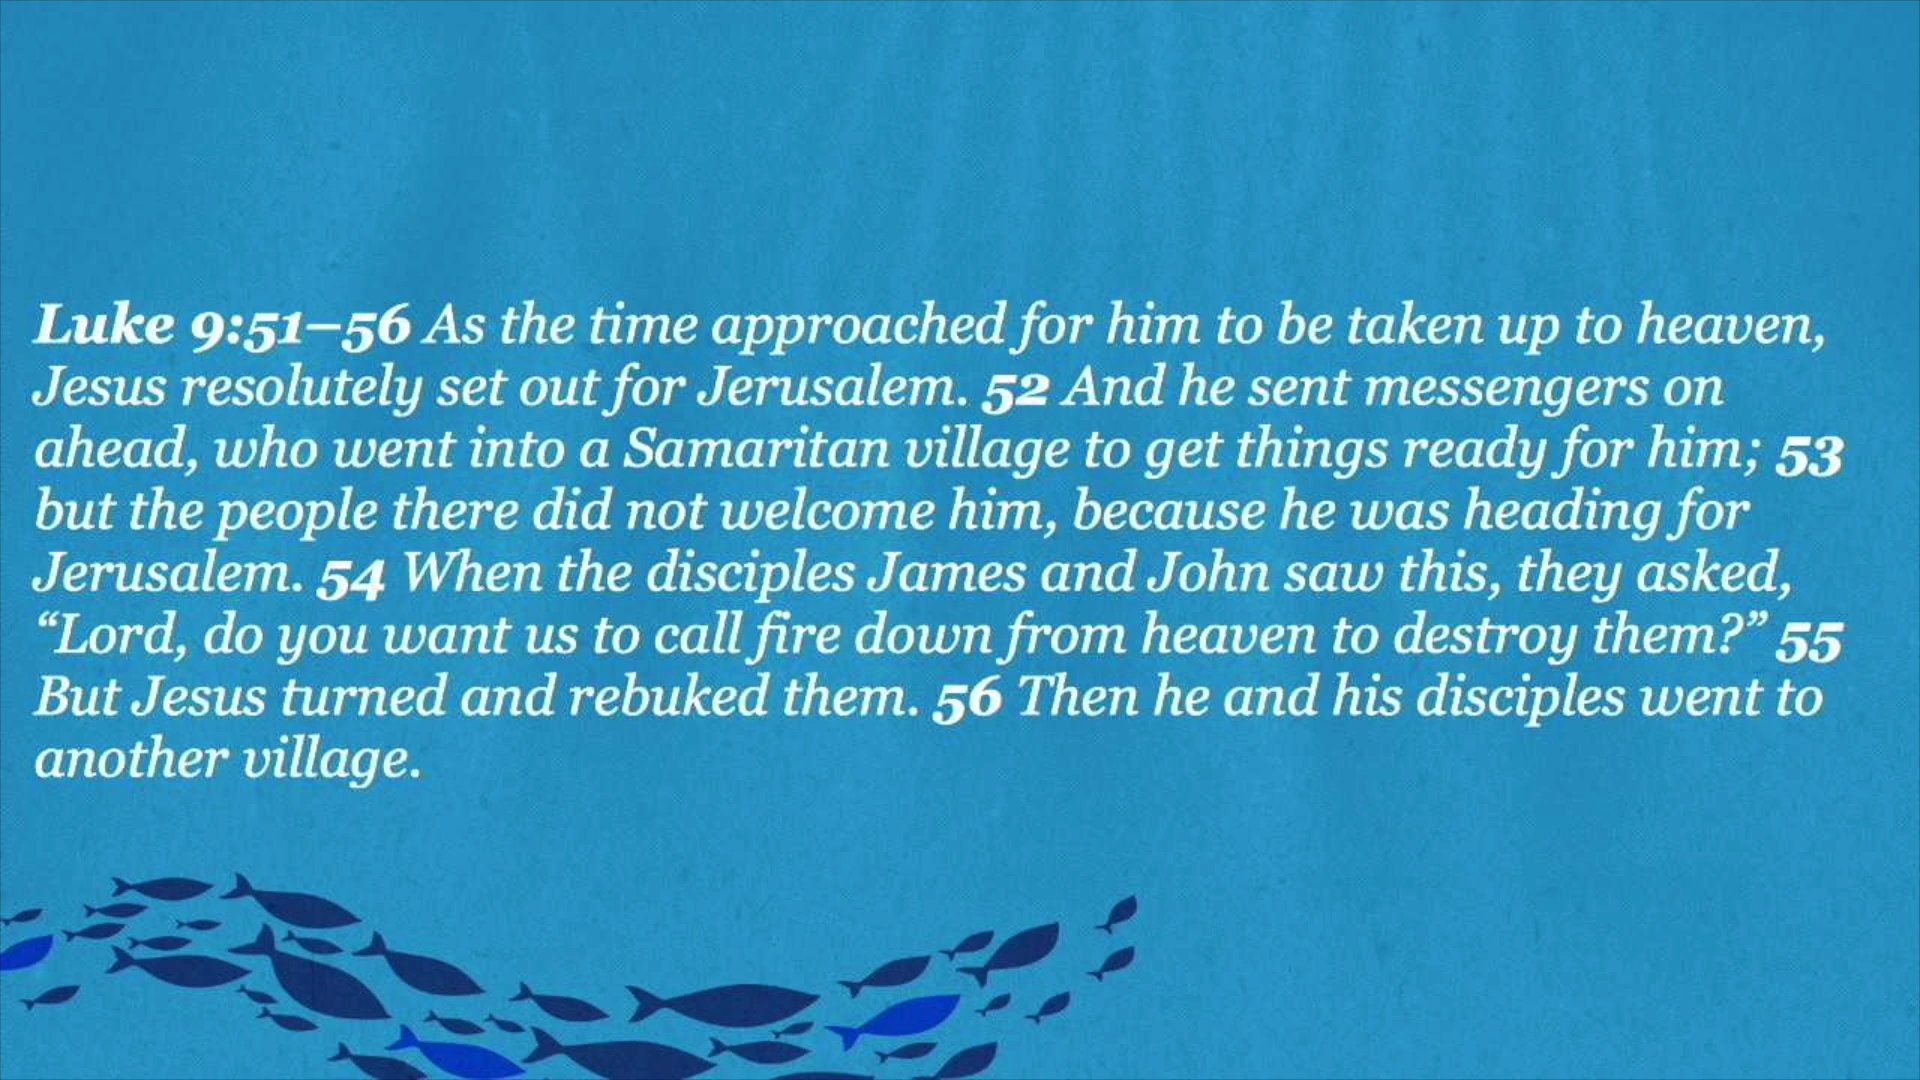 Luke 9:51–56 As the time approached for him to be taken up to heaven,
Jesus resolutely set out for Jerusalem. 52 And he sent messengers on
ahead, who went into a Samaritan village to get things ready for him; 53
but the people there did not welcome him, because he was heading for
Jerusalem. 54 When the disciples James and John saw this, they asked,
“Lord, do you want us to call fire down from heaven to destroy them?” 55
But Jesus turned and rebuked them. 56 Then he and his disciples went to
another village.